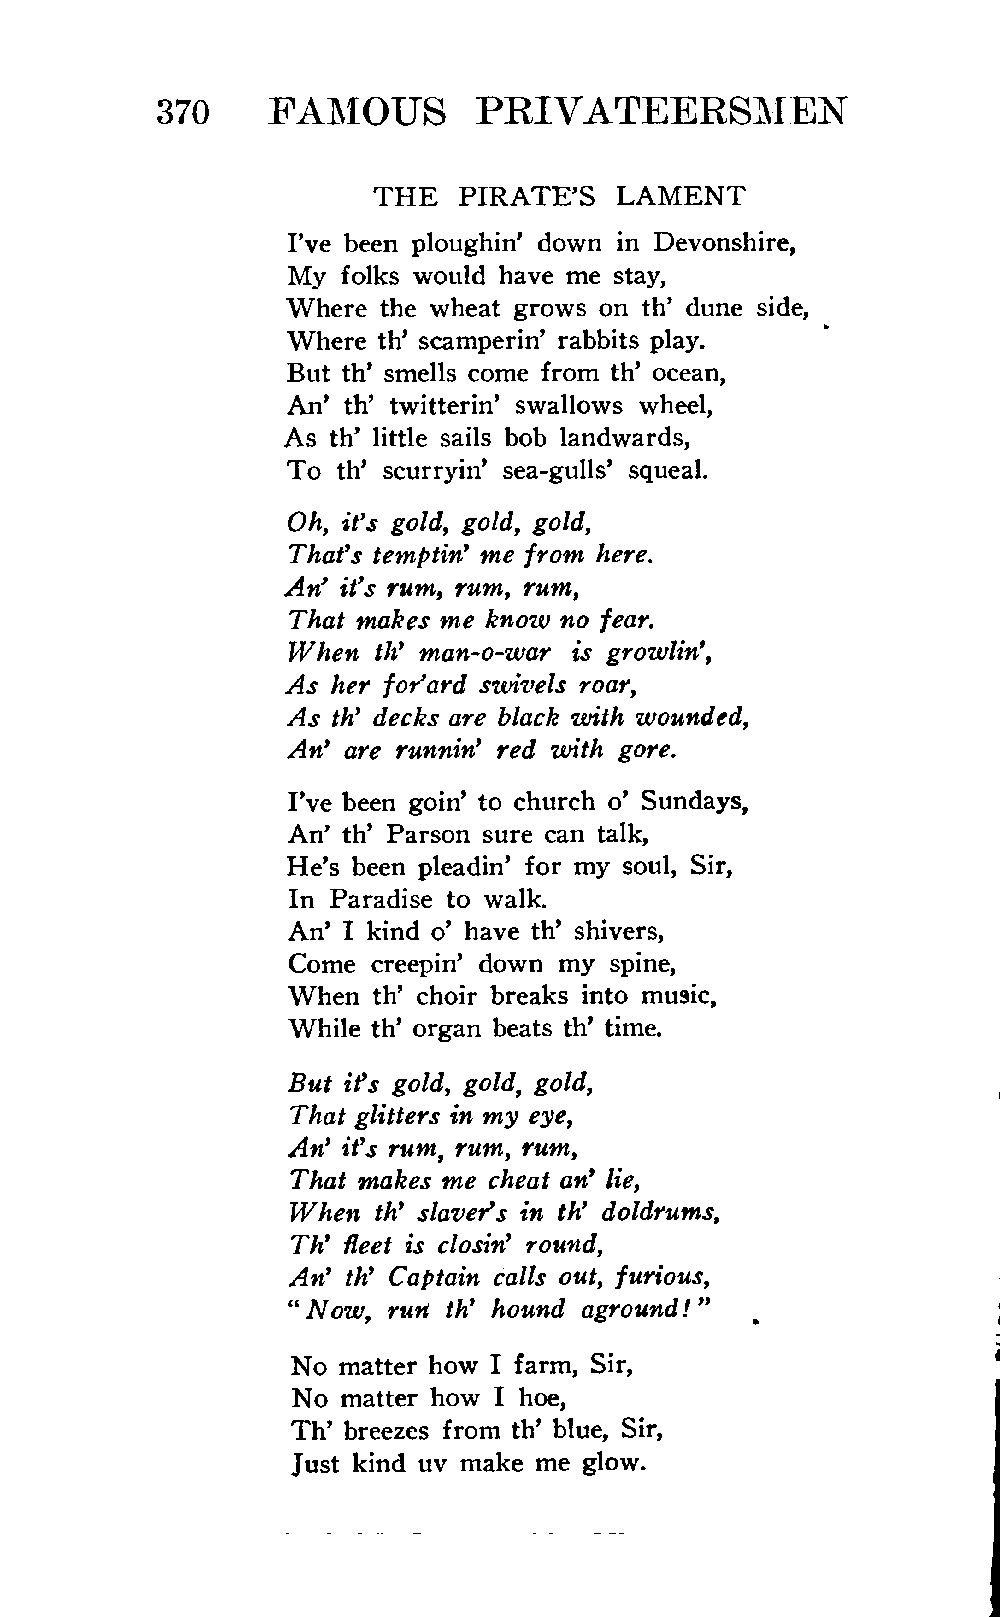 370 FAMOUS PRIVATEERSMEN
THE PIRATE'S LAMENT
I've been ploughin' down in Devonshire,
My folks would have me stay,
Where the wheat grows on th' dune side,
Where th' scamperin' rabbits play.
But th' smells come from th' ocean,
An' th' twitterin' swallows wheel,
As th' little sails bob landwards,
To th' scurryin' sea-gulls' squeal.
Oh, it's gold, gold, gold,
That's temptin' me from here.
An' it's rum, rum, rum,
That makes me know no fear.
When th' man-o-war is growlin',
As her for'ard swivels roar,
As th' decks are black with wounded,
An' are runnin' red with gore.
I've been goin' to church o' Sundays,
An' th' Parson sure can talk,
He's been pleadin' for my soul, Sir,
In Paradise to walk.
An' I kind o' have th' shivers,
Come creepin' down my spine,
When th' choir breaks into music,
While th' organ beats th' time.
But it's gold, gold, gold,
That glitters in my eye,
An' it's rum, rum, rum,
That makes me cheat an' lie,
When th' slaver's in th' doldrums,
Th' fleet is closin' round,
An' th' Captain calls out, furious,
"Now, run th' hound aground!"
No matter how I farm, Sir,
No matter how I hoe,
Th' breezes from th' blue, Sir,
Just kind uv make me glow.